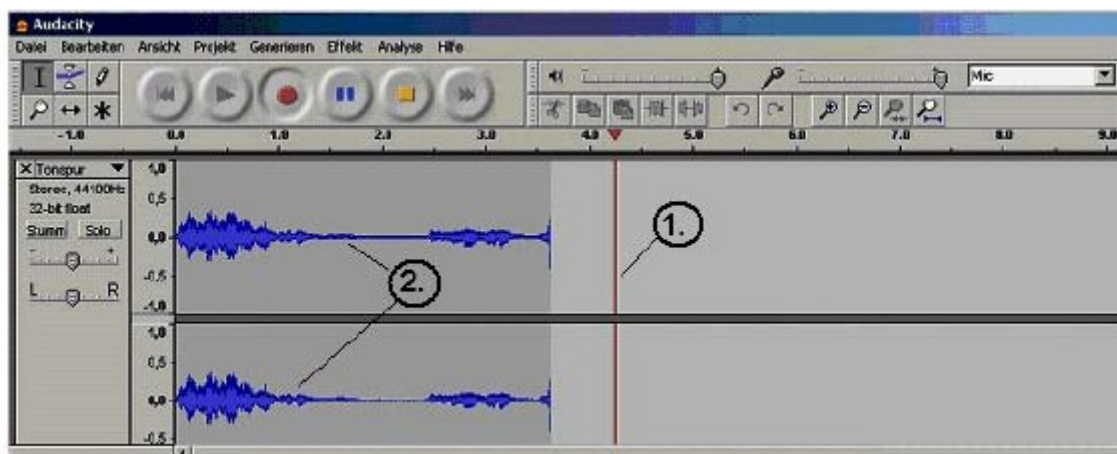 Audacity
Datei Bearbeiten Ansicht Projekt Generieren Effekt Analyse Hilfe
Mic
-1.0 0.0 1.0 2.0 3.0 4.0 5.0 6.0 7.0 8.0 9.0
X Tonspur
Stereo, 44100Hz
32-bit float
Stumm Solo
- +
L R
1,0
0,5
0,0
-0,5
-1,0
1,0
0,5
0,0
-0,5
1.
2.